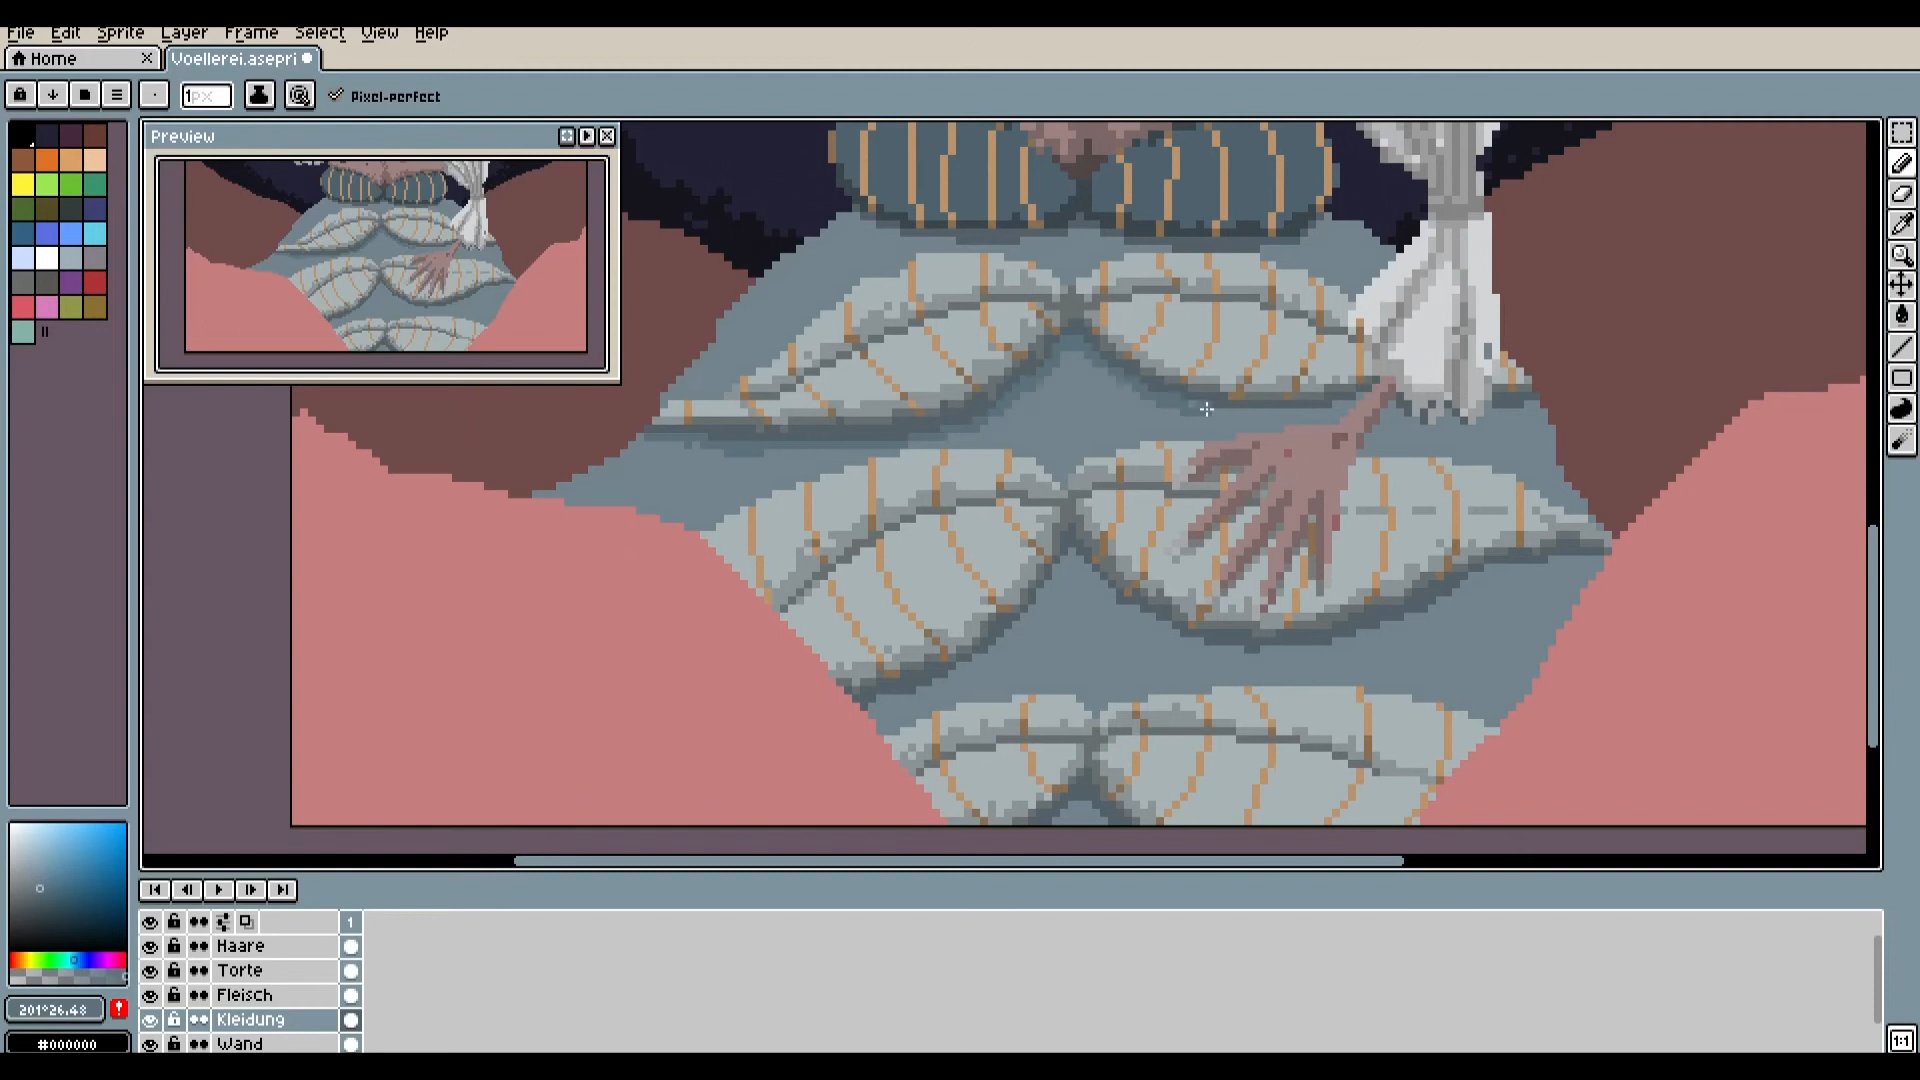 File Edit Sprite Layer Frame Select View Help
Home
Voellerei.asepri
1px
Pixel-perfect
Preview
1
Haare
Torte
Fleisch
Kleidung
Wand
201°26.48
!
#000000
1:1